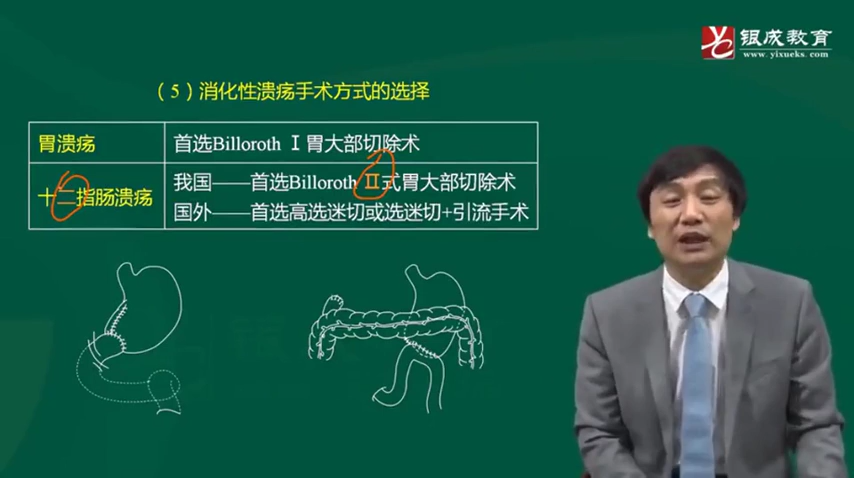 银成教育
www.yixueks.com
（5）消化性溃疡手术方式的选择
胃溃疡
首选Billoroth Ⅰ胃大部切除术
十二指肠溃疡
我国——首选Billoroth Ⅱ式胃大部切除术
国外——首选高选迷切或选迷切+引流手术